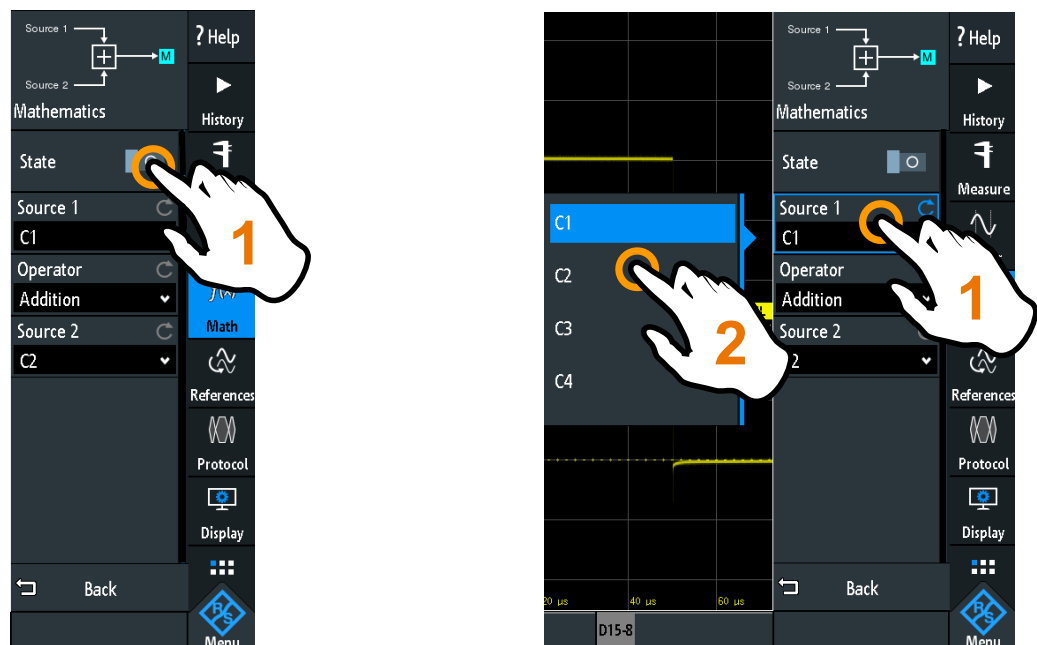 Source 1
+
M
Source 2
Mathematics
? Help
History
State
Source 1
C1
Operator
Addition
Source 2
C2
Math
References
Protocol
Display
Back
R&S
Menu
1
C1
C2
C3
C4
2
20 µs
40 µs
60 µs
D15-8
Source 1
+
M
Source 2
Mathematics
? Help
History
State
Measure
Source 1
C1
Operator
Addition
Source 2
2
References
Protocol
Display
Back
R&S
Menu
1